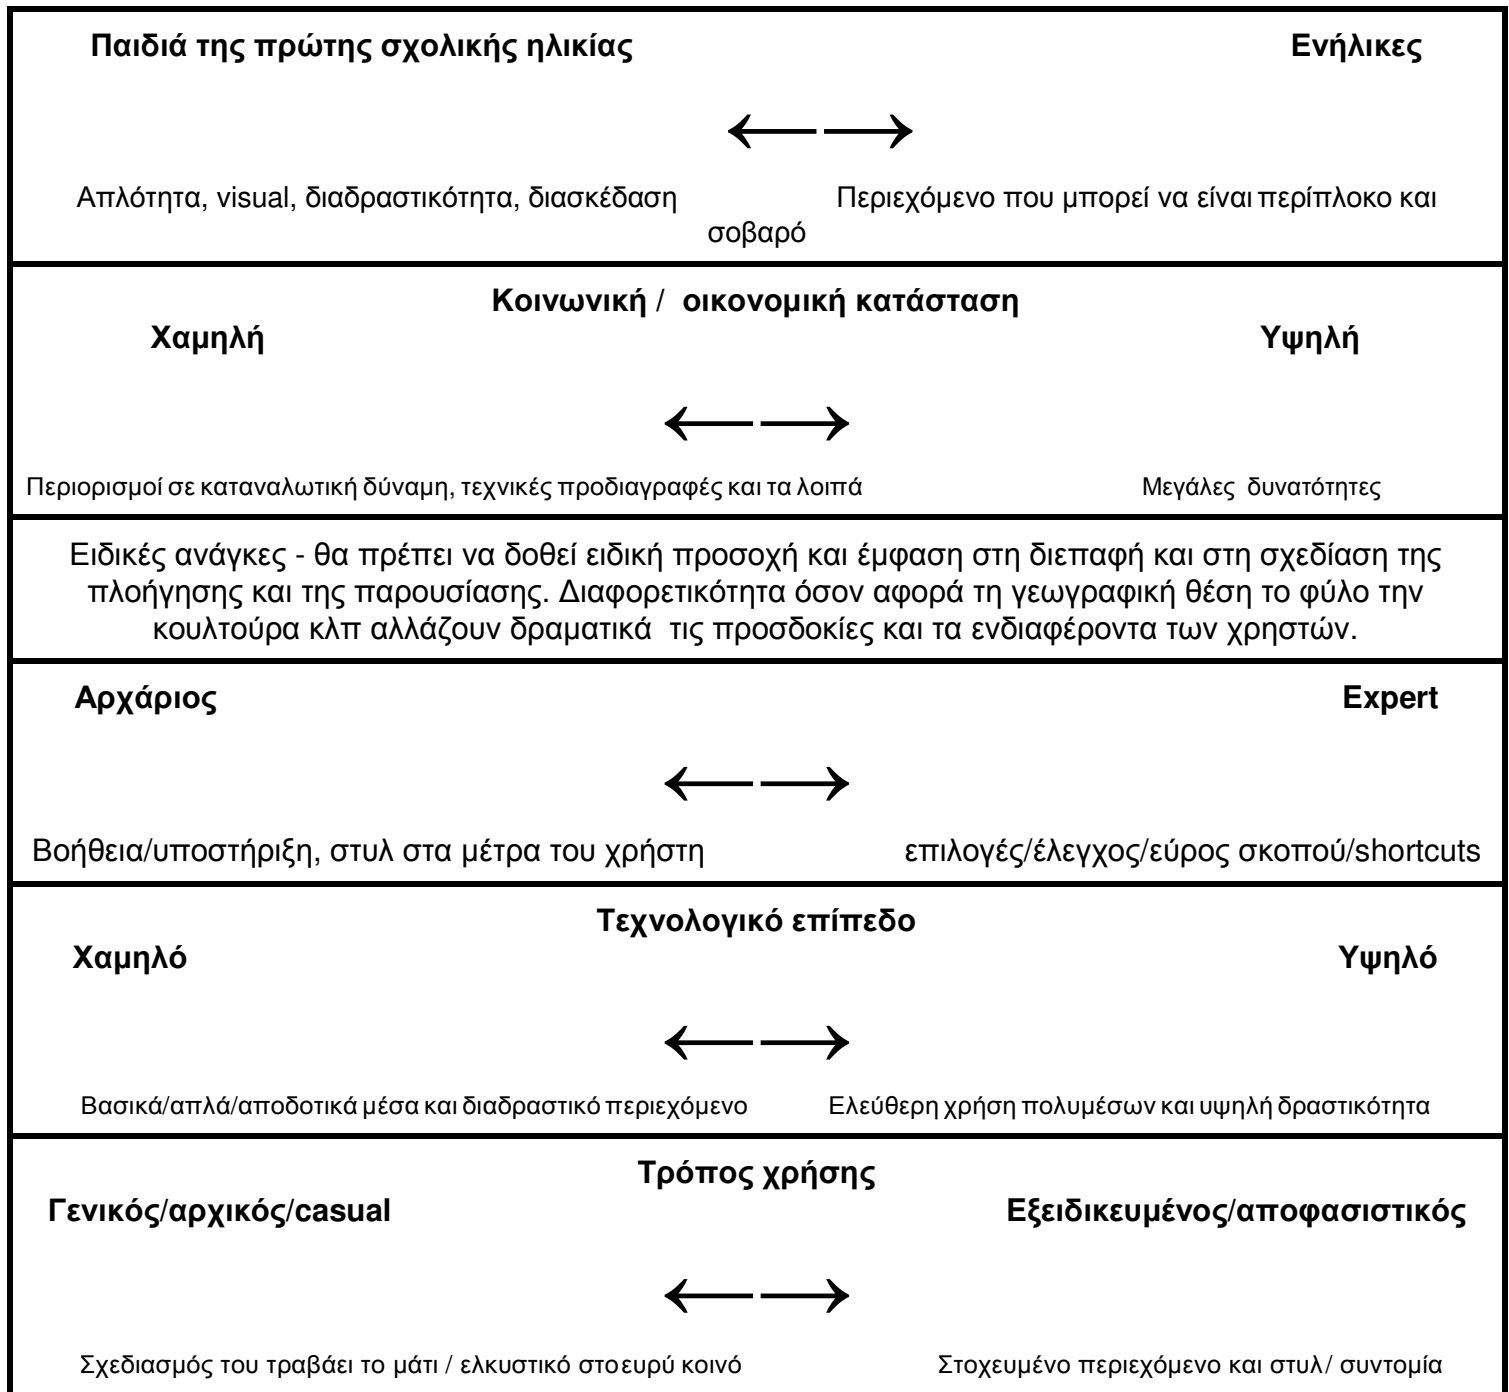 Παιδιά της πρώτης σχολικής ηλικίας Ενήλικες
Απλότητα, visual, διαδραστικότητα, διασκέδαση Περιεχόμενο που μπορεί να είναι περίπλοκο και
σοβαρό
Κοινωνική / οικονομική κατάσταση
Χαμηλή Υψηλή
Περιορισμοί σε καταναλωτική δύναμη, τεχνικές προδιαγραφές και τα λοιπά Μεγάλες δυνατότητες
Ειδικές ανάγκες - θα πρέπει να δοθεί ειδική προσοχή και έμφαση στη διεπαφή και στη σχεδίαση της
πλοήγησης και της παρουσίασης. Διαφορετικότητα όσον αφορά τη γεωγραφική θέση το φύλο την
κουλτούρα κλπ αλλάζουν δραματικά τις προσδοκίες και τα ενδιαφέροντα των χρηστών.
Αρχάριος Expert
Βοήθεια/υποστήριξη, στυλ στα μέτρα του χρήστη επιλογές/έλεγχος/εύρος σκοπού/shortcuts
Τεχνολογικό επίπεδο
Χαμηλό Υψηλό
Βασικά/απλά/αποδοτικά μέσα και διαδραστικό περιεχόμενο Ελεύθερη χρήση πολυμέσων και υψηλή δραστικότητα
Τρόπος χρήσης
Γενικός/αρχικός/casual Εξειδικευμένος/αποφασιστικός
Σχεδιασμός του τραβάει το μάτι / ελκυστικό στο ευρύ κοινό Στοχευμένο περιεχόμενο και στυλ/ συντομία